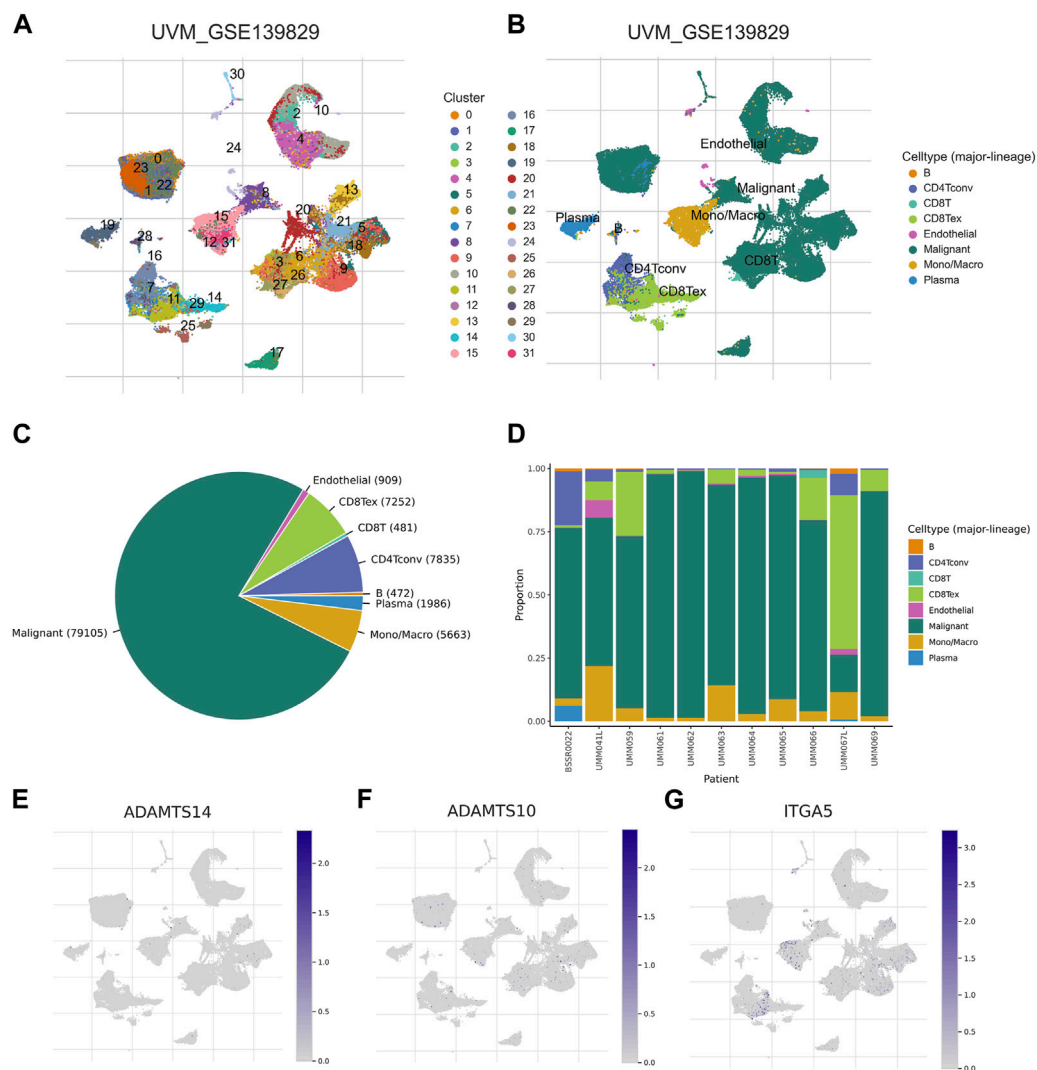 A
UVM_GSE139829
30
10
2
4
24
0
23
1
22
8
13
15
20
21
5
19
12
31
28
18
16
6
3
26
9
27
7
11
29
14
25
17
Cluster
0
1
2
3
4
5
6
7
8
9
10
11
12
13
14
15
16
17
18
19
20
21
22
23
24
25
26
27
28
29
30
31
B
UVM_GSE139829
Endothelial
Malignant
Plasma
B
Mono/Macro
CD4Tconv
CD8T
CD8Tex
Celltype (major-lineage)
B
CD4Tconv
CD8T
CD8Tex
Endothelial
Malignant
Mono/Macro
Plasma
C
Endothelial (909)
CD8Tex (7252)
CD8T (481)
CD4Tconv (7835)
B (472)
Plasma (1986)
Malignant (79105)
Mono/Macro (5663)
D
1.00
0.75
0.50
0.25
0.00
Proportion
BSSR0022
UMM041L
UMM059
UMM061
UMM062
UMM063
UMM064
UMM065
UMM066
UMM067L
UMM069
Patient
Celltype (major-lineage)
B
CD4Tconv
CD8T
CD8Tex
Endothelial
Malignant
Mono/Macro
Plasma
E
ADAMTS14
2.0
1.5
1.0
0.5
0.0
F
ADAMTS10
2.0
1.5
1.0
0.5
0.0
G
ITGA5
3.0
2.5
2.0
1.5
1.0
0.5
0.0